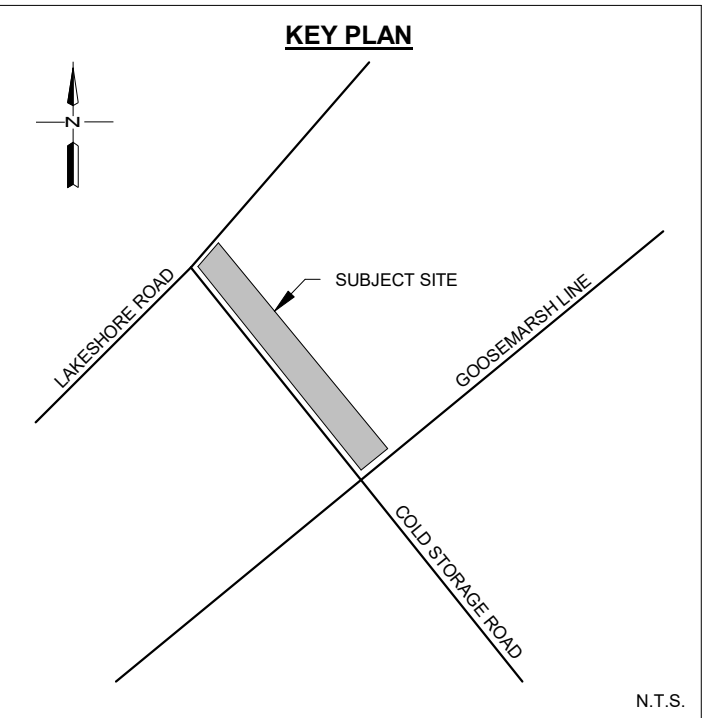 KEY PLAN
N
SUBJECT SITE
LAKESHORE ROAD
GOOSEMARSH LINE
COLD STORAGE ROAD
N.T.S.